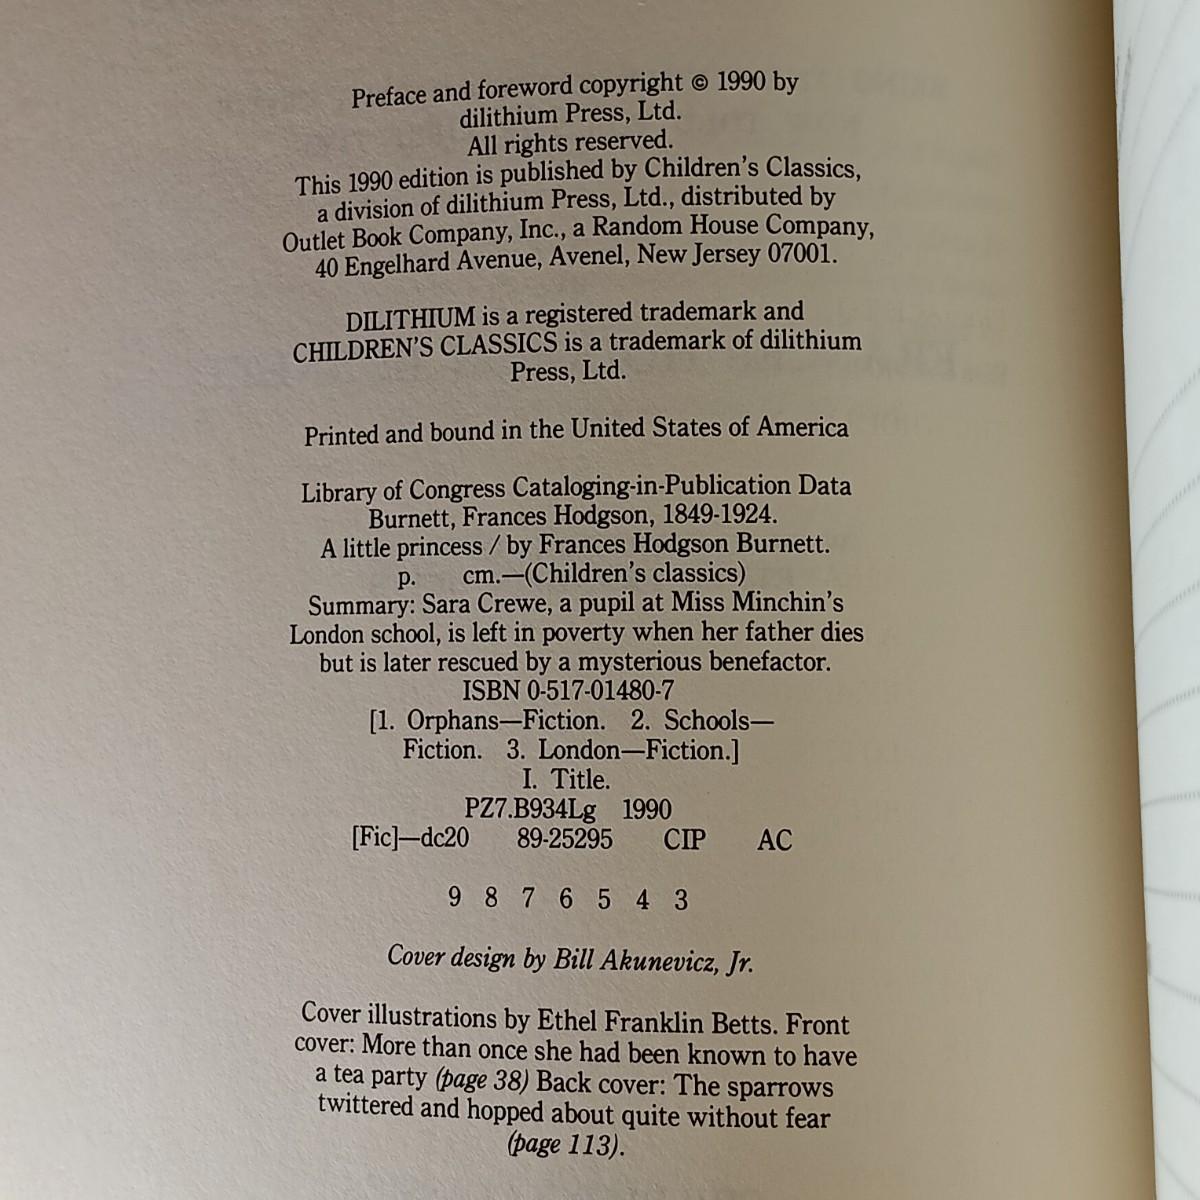 Preface and foreword copyright © 1990 by
dilithium Press, Ltd.
All rights reserved.
This 1990 edition is published by Children's Classics,
a division of dilithium Press, Ltd., distributed by
Outlet Book Company, Inc., a Random House Company,
40 Engelhard Avenue, Avenel, New Jersey 07001.
DILITHIUM is a registered trademark and
CHILDREN'S CLASSICS is a trademark of dilithium
Press, Ltd.
Printed and bound in the United States of America
Library of Congress Cataloging-in-Publication Data
Burnett, Frances Hodgson, 1849-1924.
A little princess / by Frances Hodgson Burnett.
p. cm.—(Children's classics)
Summary: Sara Crewe, a pupil at Miss Minchin's
London school, is left in poverty when her father dies
but is later rescued by a mysterious benefactor.
ISBN 0-517-01480-7
[1. Orphans—Fiction. 2. Schools—
Fiction. 3. London—Fiction.]
I. Title.
PZ7.B934Lg 1990
[Fic]—dc20 89-25295 CIP AC
9 8 7 6 5 4 3
Cover design by Bill Akunevicz, Jr.
Cover illustrations by Ethel Franklin Betts. Front
cover: More than once she had been known to have
a tea party (page 38) Back cover: The sparrows
twittered and hopped about quite without fear
(page 113).